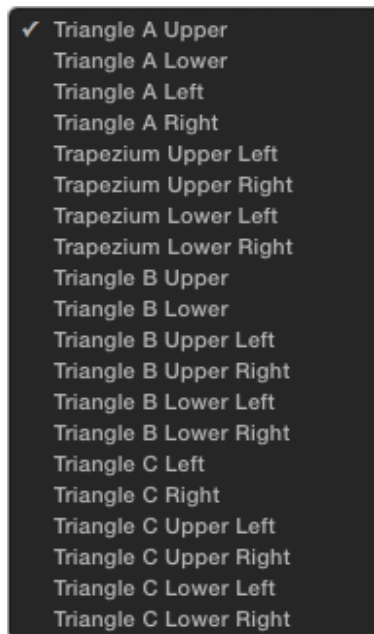 ✓ Triangle A Upper
Triangle A Lower
Triangle A Left
Triangle A Right
Trapezium Upper Left
Trapezium Upper Right
Trapezium Lower Left
Trapezium Lower Right
Triangle B Upper
Triangle B Lower
Triangle B Upper Left
Triangle B Upper Right
Triangle B Lower Left
Triangle B Lower Right
Triangle C Left
Triangle C Right
Triangle C Upper Left
Triangle C Upper Right
Triangle C Lower Left
Triangle C Lower Right